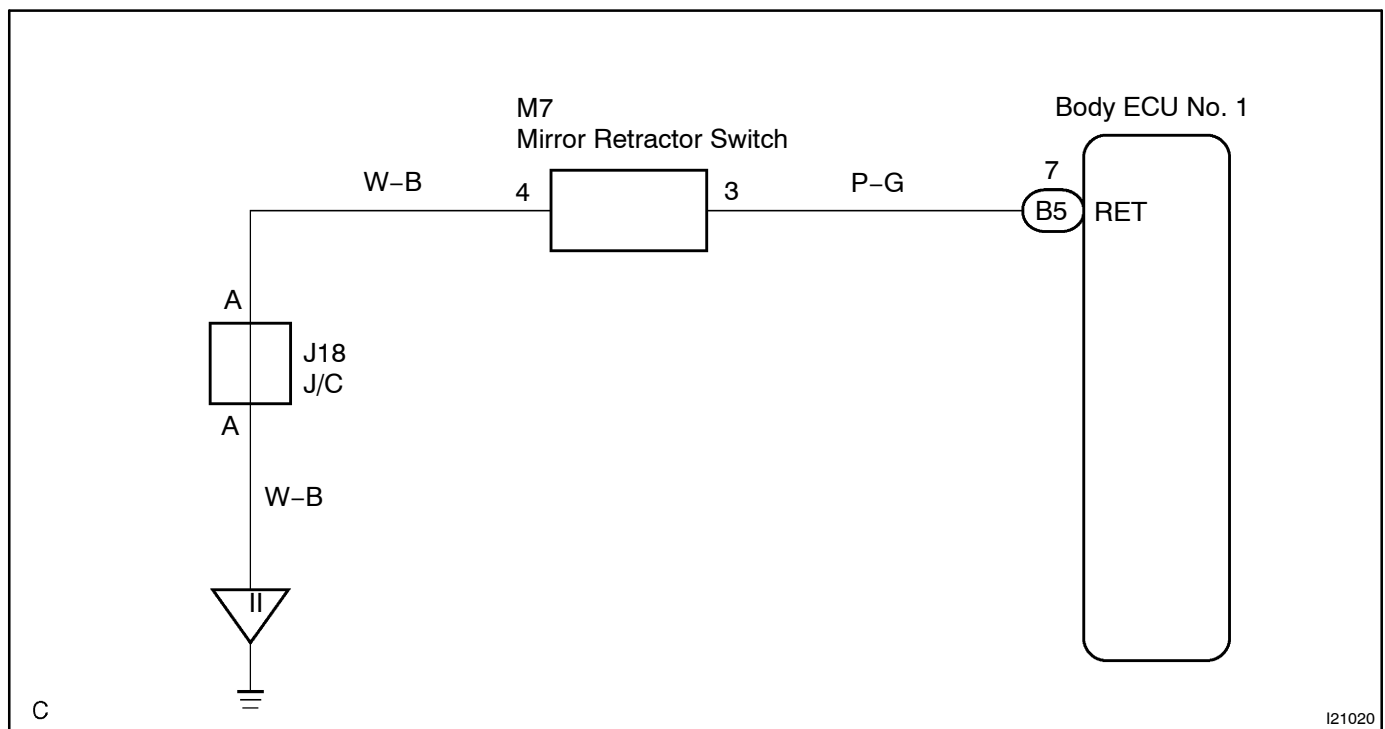 M7
Mirror Retractor Switch
Body ECU No. 1
W–B
4
3
P–G
7
B5
RET
A
J18
J/C
A
W–B
II
C
I21020